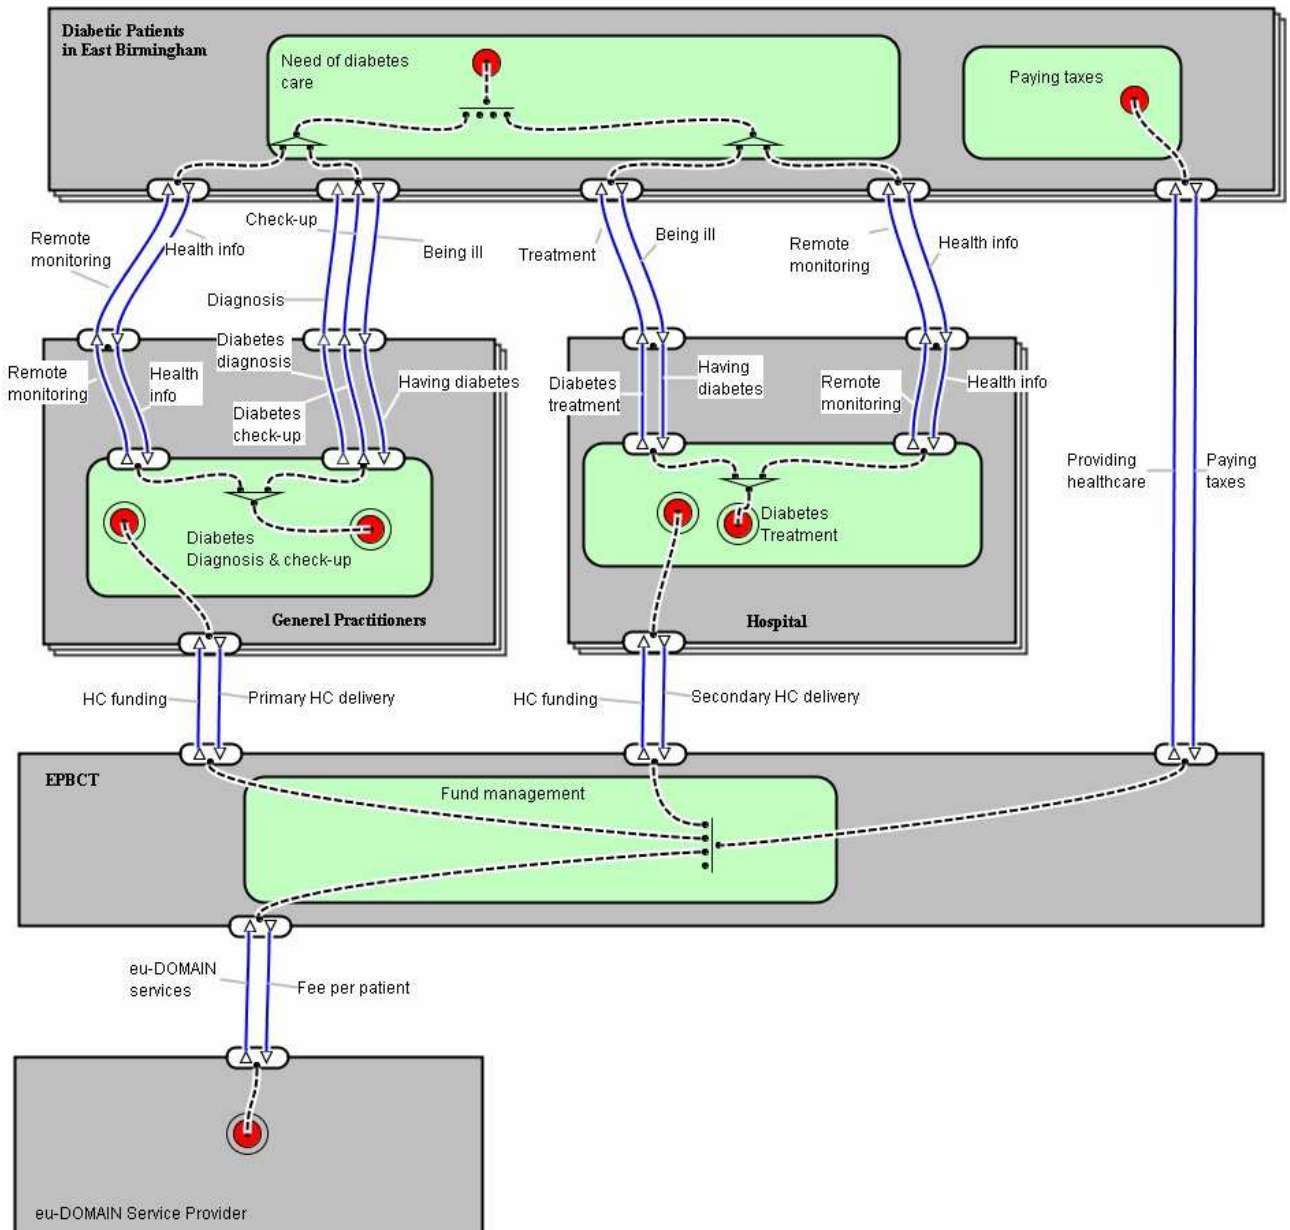 Diabetic Patients
in East Birmingham
Need of diabetes
care
Paying taxes
Remote
monitoring
Health info
Check-up
Being ill
Diagnosis
Treatment
Being ill
Remote
monitoring
Health info
Remote
monitoring
Health
info
Diabetes
diagnosis
Diabetes
check-up
Having diabetes
Diabetes
treatment
Having
diabetes
Remote
monitoring
Health info
Providing
healthcare
Paying
taxes
Diabetes
Diagnosis & check-up
Generel Practitioners
Diabetes
Treatment
Hospital
HC funding
Primary HC delivery
HC funding
Secondary HC delivery
EPBCT
Fund management
eu-DOMAIN
services
Fee per patient
eu-DOMAIN Service Provider